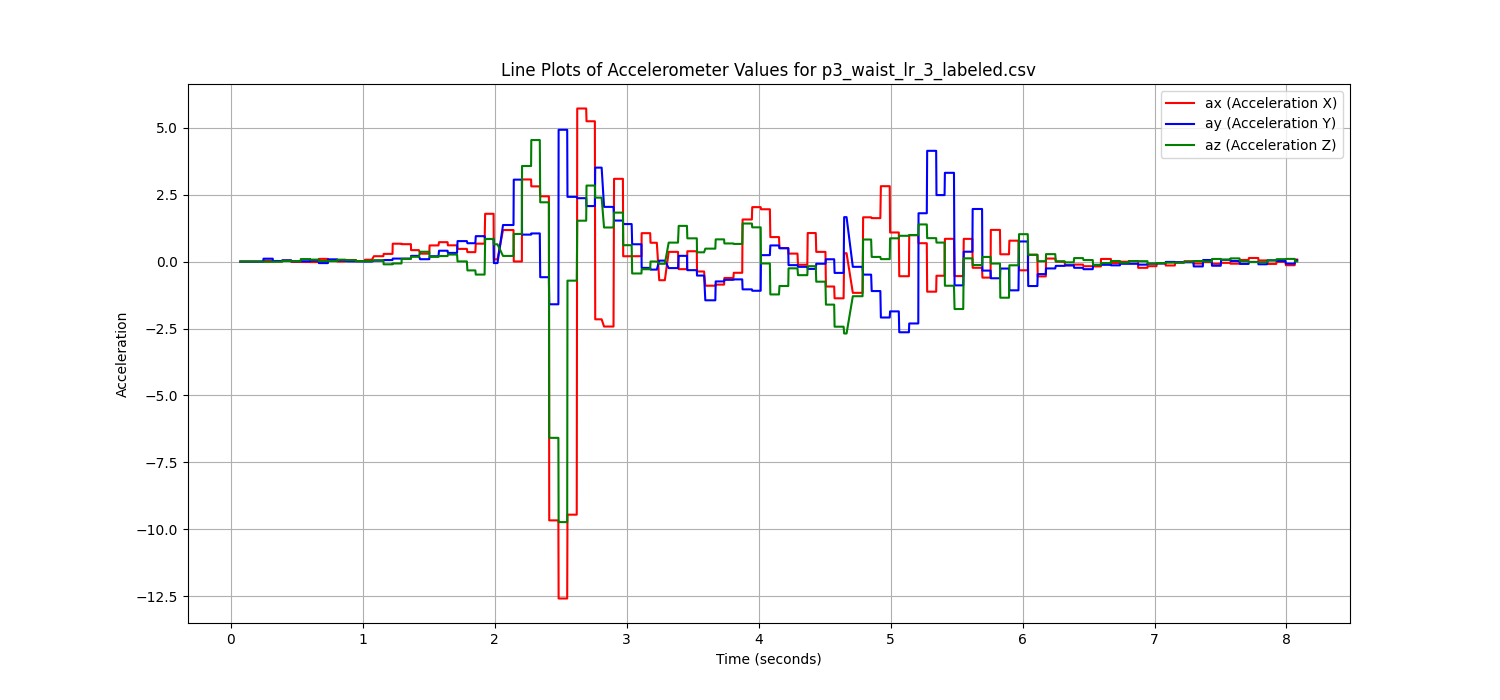 Line Plots of Accelerometer Values for p3_waist_lr_3_labeled.csv
ax (Acceleration X)
ay (Acceleration Y)
az (Acceleration Z)
Acceleration
5.0
2.5
0.0
−2.5
−5.0
−7.5
−10.0
−12.5
0 1 2 3 4 5 6 7 8
Time (seconds)